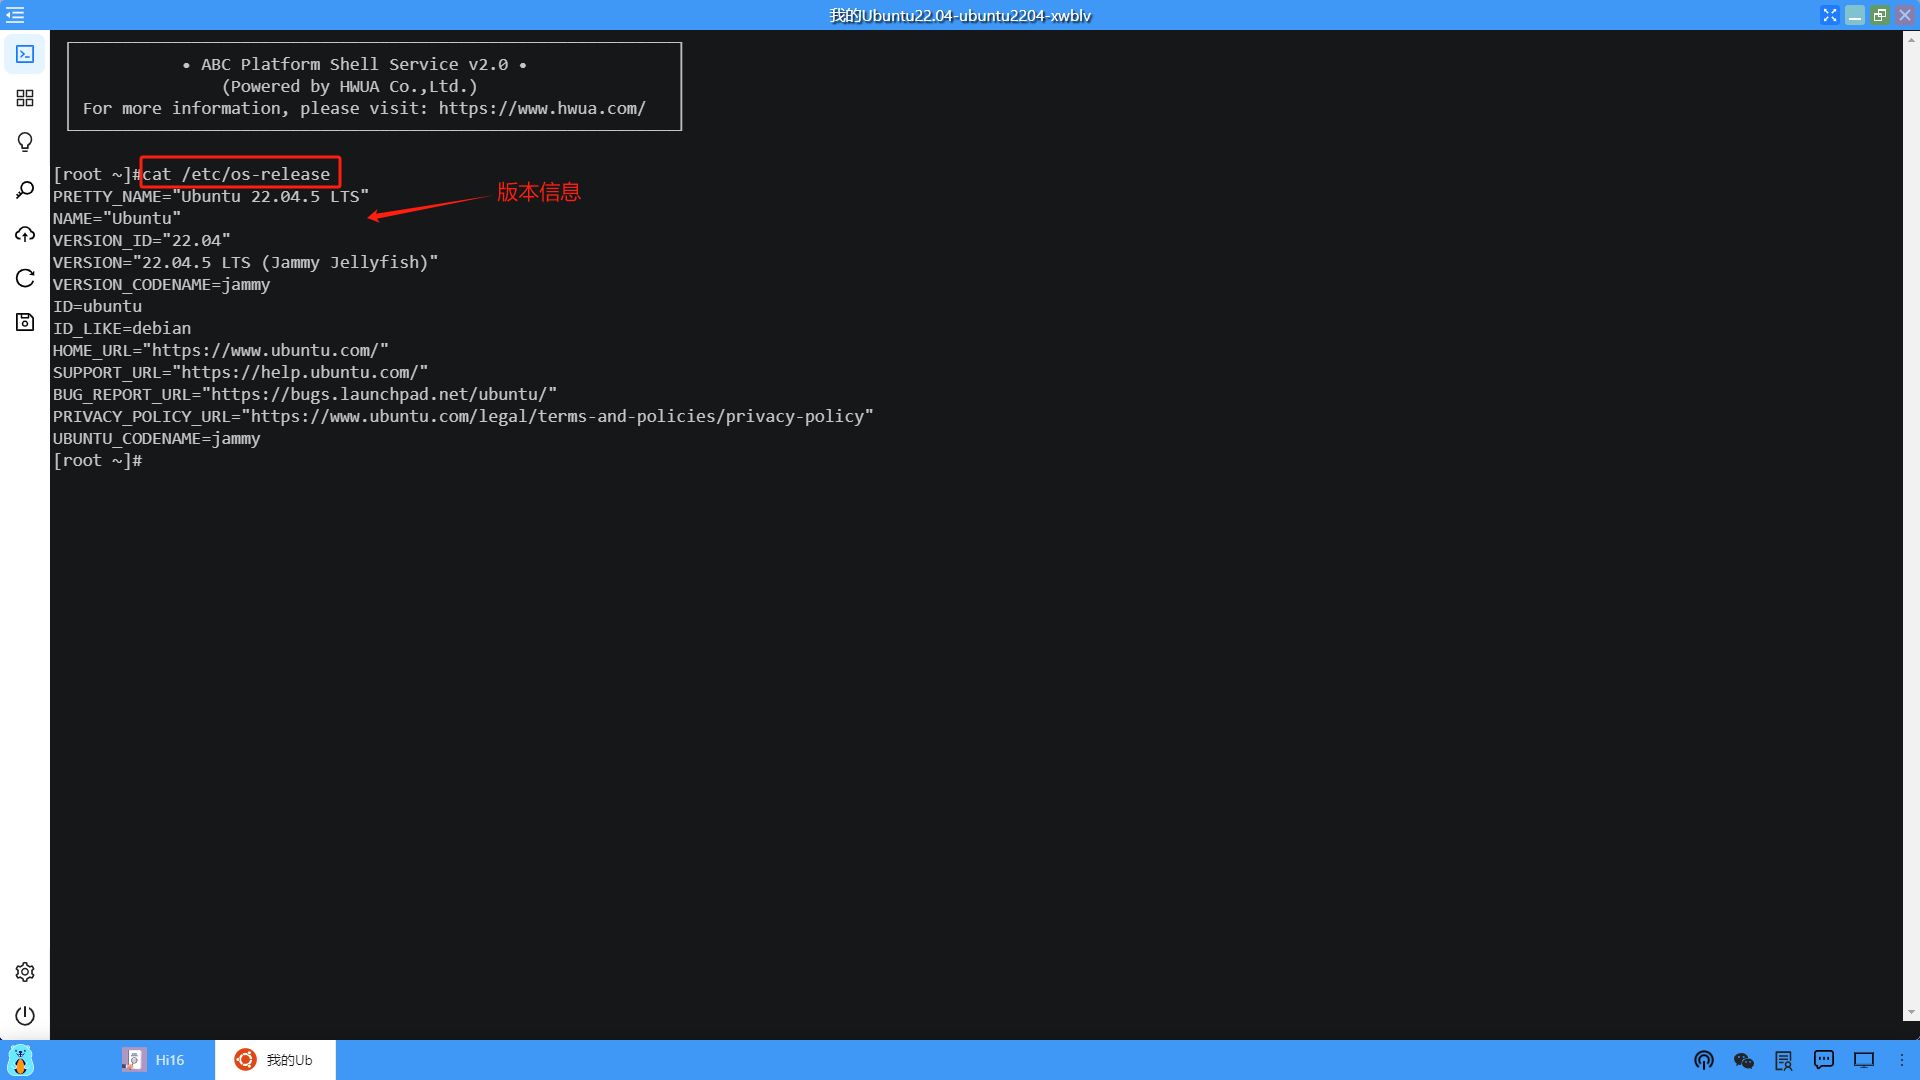 我的Ubuntu22.04-ubuntu2204-xwblv
• ABC Platform Shell Service v2.0 •
(Powered by HWUA Co.,Ltd.)
For more information, please visit: https://www.hwua.com/
[root ~]#cat /etc/os-release
PRETTY_NAME="Ubuntu 22.04.5 LTS"
版本信息
NAME="Ubuntu"
VERSION_ID="22.04"
VERSION="22.04.5 LTS (Jammy Jellyfish)"
VERSION_CODENAME=jammy
ID=ubuntu
ID_LIKE=debian
HOME_URL="https://www.ubuntu.com/"
SUPPORT_URL="https://help.ubuntu.com/"
BUG_REPORT_URL="https://bugs.launchpad.net/ubuntu/"
PRIVACY_POLICY_URL="https://www.ubuntu.com/legal/terms-and-policies/privacy-policy"
UBUNTU_CODENAME=jammy
[root ~]#
Hi16
我的Ub